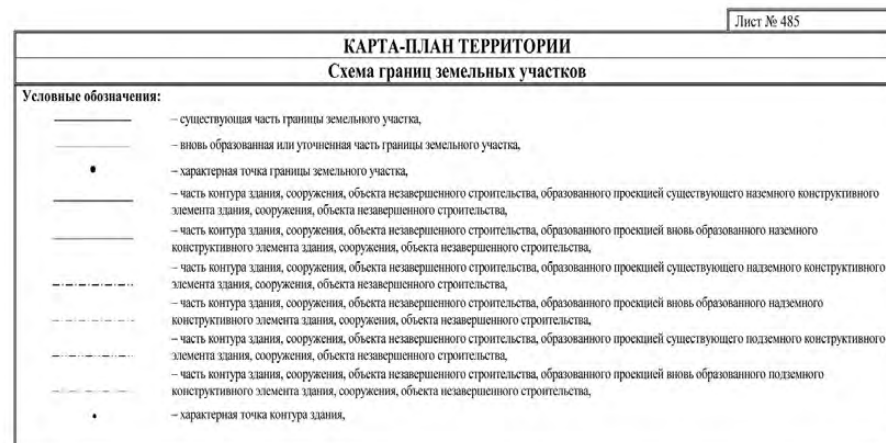 Лист № 485
КАРТА-ПЛАН ТЕРРИТОРИИ
Схема границ земельных участков
Условные обозначения:
– существующая часть границы земельного участка,
– вновь образованная или уточненная часть границы земельного участка,
– характерная точка границы земельного участка,
– часть контура здания, сооружения, объекта незавершенного строительства, образованного проекцией существующего наземного конструктивного
элемента здания, сооружения, объекта незавершенного строительства,
– часть контура здания, сооружения, объекта незавершенного строительства, образованного проекцией вновь образованного наземного
конструктивного элемента здания, сооружения, объекта незавершенного строительства,
– часть контура здания, сооружения, объекта незавершенного строительства, образованного проекцией существующего надземного конструктивного
элемента здания, сооружения, объекта незавершенного строительства,
– часть контура здания, сооружения, объекта незавершенного строительства, образованного проекцией вновь образованного надземного
конструктивного элемента здания, сооружения, объекта незавершенного строительства,
– часть контура здания, сооружения, объекта незавершенного строительства, образованного проекцией существующего подземного конструктивного
элемента здания, сооружения, объекта незавершенного строительства,
– часть контура здания, сооружения, объекта незавершенного строительства, образованного проекцией вновь образованного подземного
конструктивного элемента здания, сооружения, объекта незавершенного строительства,
– характерная точка контура здания,